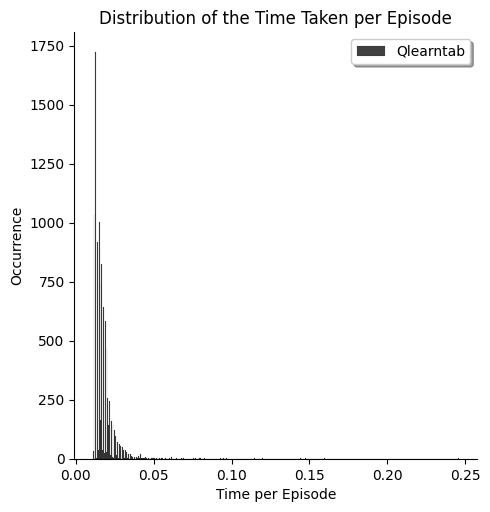 Distribution of the Time Taken per Episode
Qlearntab
1750
1500
1250
1000
750
500
250
0
Occurrence
0.00 0.05 0.10 0.15 0.20 0.25
Time per Episode